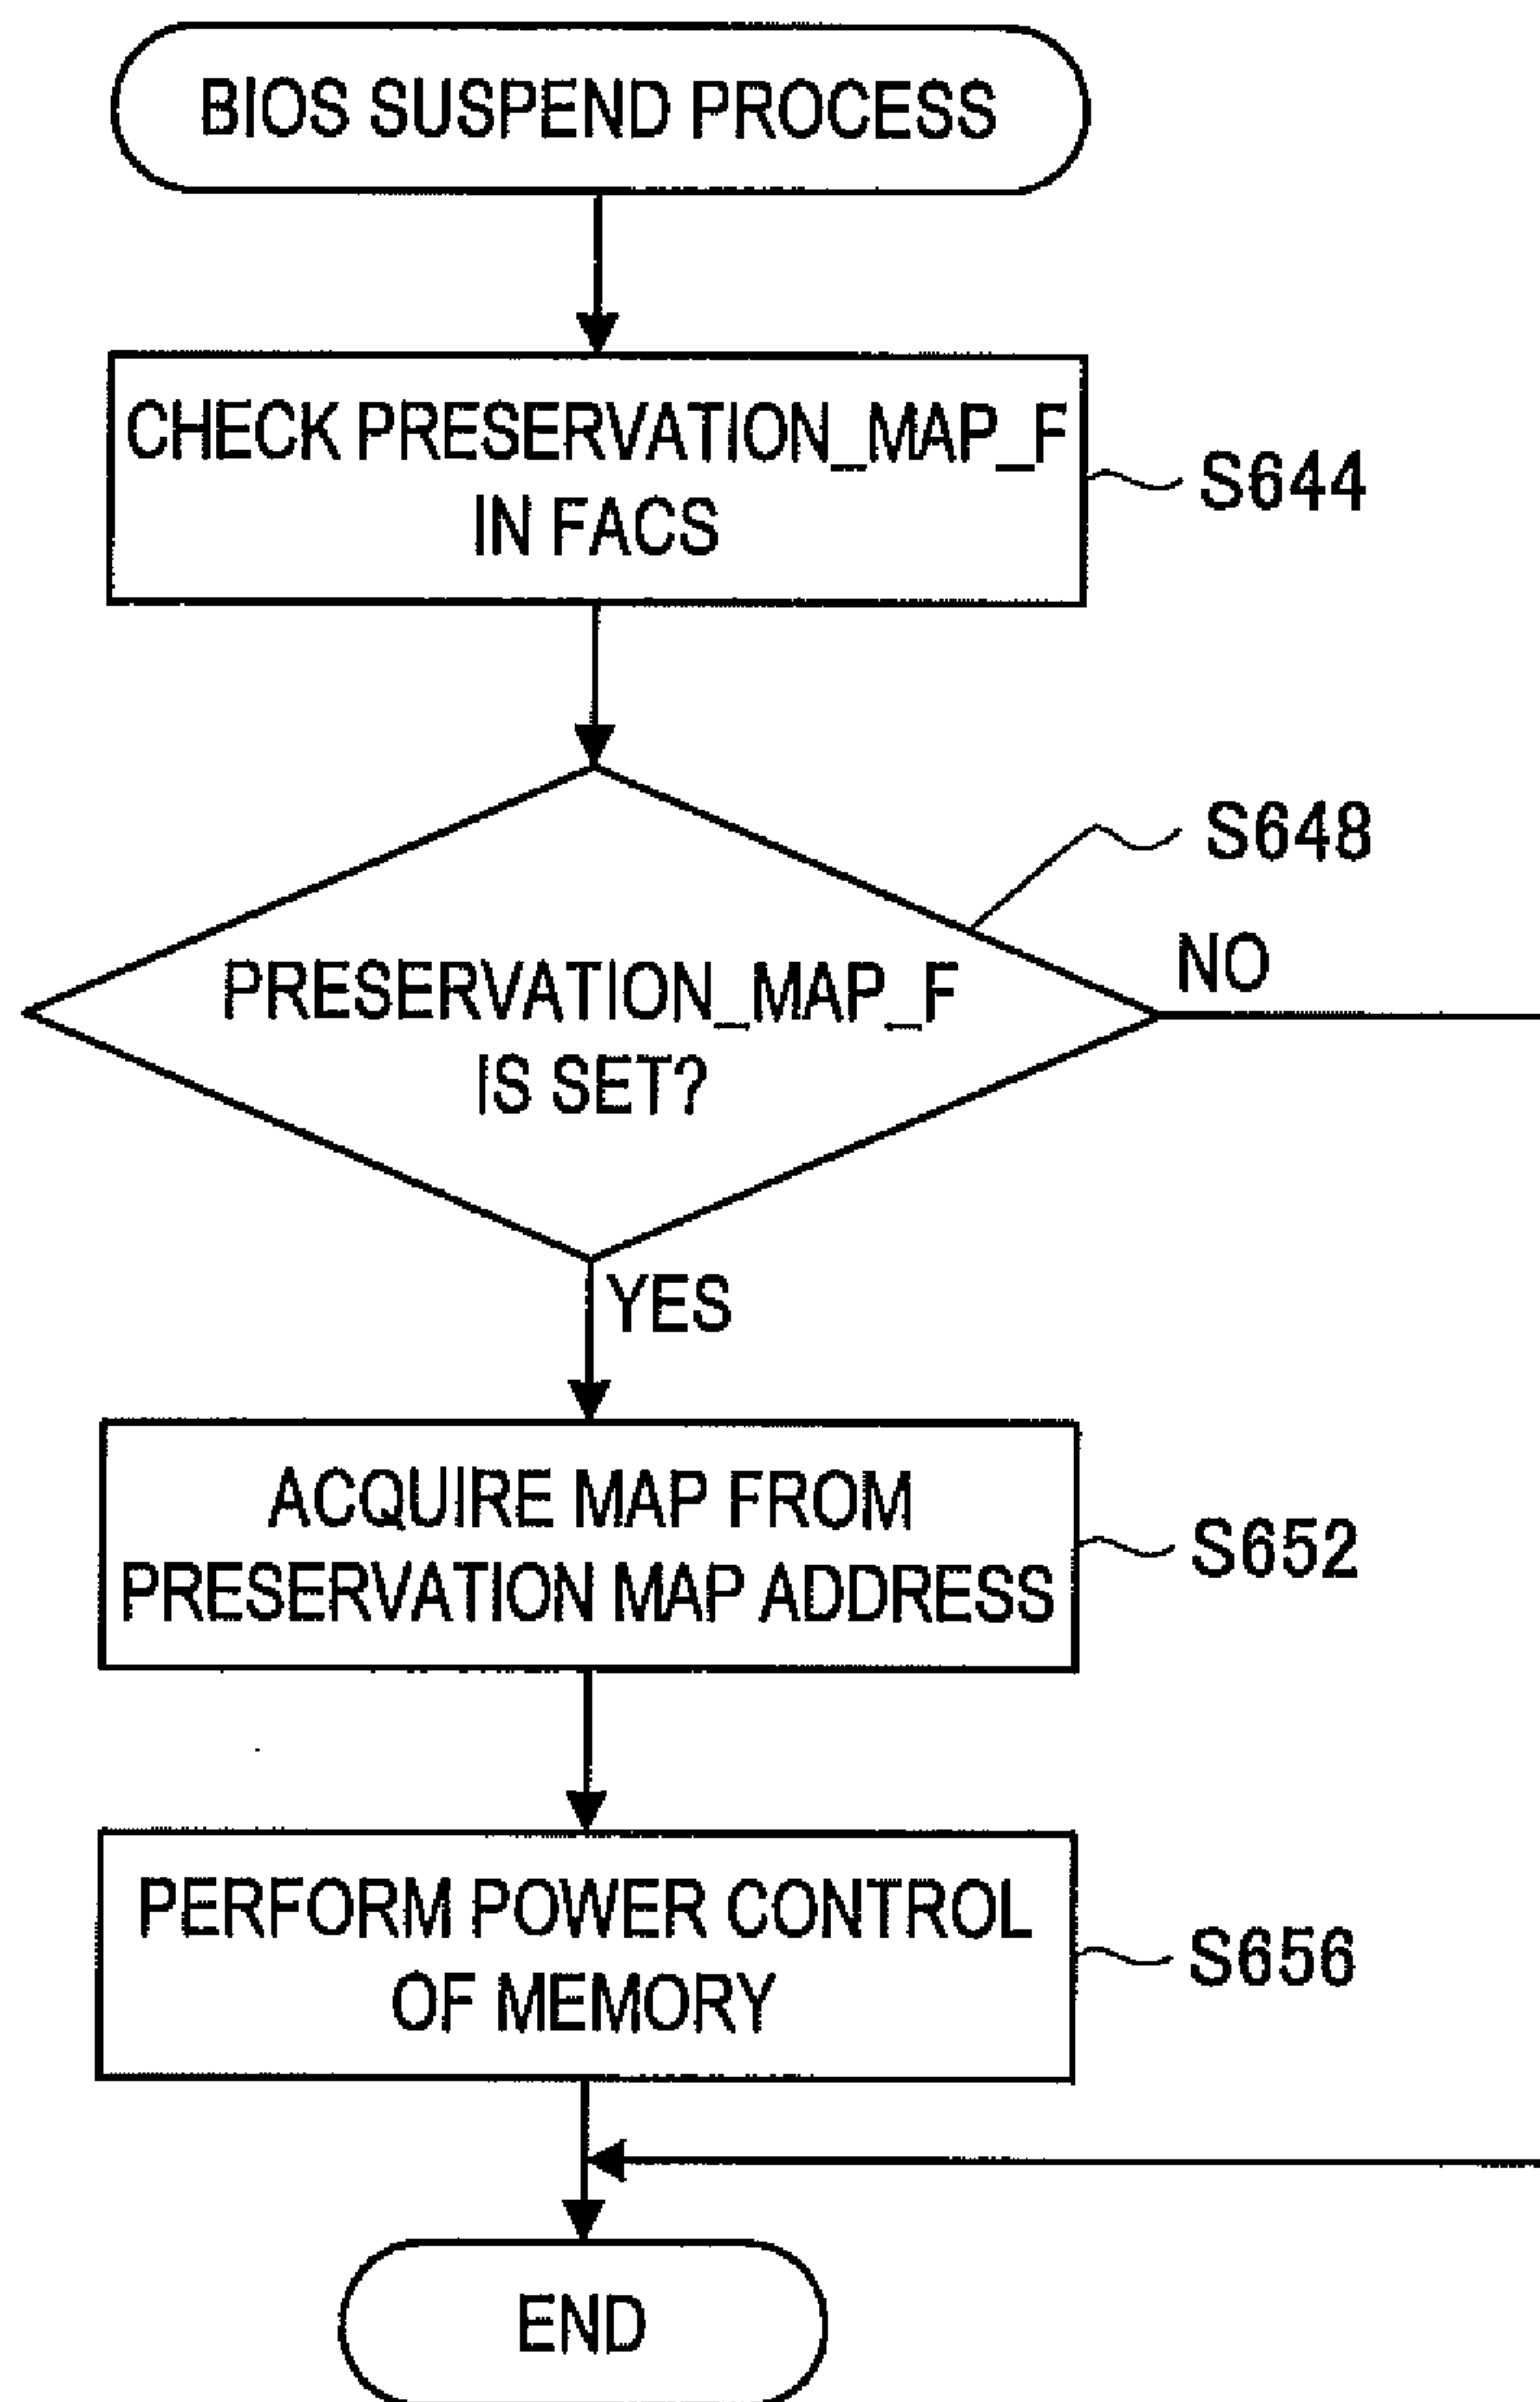 BIOS SUSPEND PROCESS
CHECK PRESERVATION_MAP_F
IN FACS
S644
S648
NO
PRESERVATION_MAP_F
IS SET?
YES
ACQUIRE MAP FROM
PRESERVATION MAP ADDRESS
S652
PERFORM POWER CONTROL
OF MEMORY
S656
END